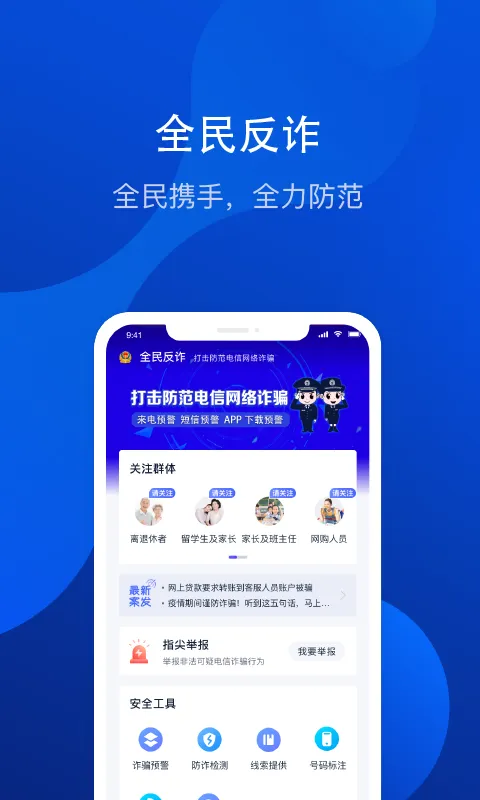 全民反诈
全民携手，全力防范
9:41
全民反诈 打击防范电信网络诈骗
打击防范电信网络诈骗
来电预警 短信预警 APP下载预警
关注群体
请关注 请关注 请关注 请关注
离退休者 留学生及家长 家长及班主任 网购人员
最新案发
· 网上贷款要求转账到客服人员账户被骗
· 疫情期间谨防诈骗！听到这五句话，马上...
指尖举报
举报非法可疑电信诈骗行为
我要举报
安全工具
诈骗预警 防诈检测 线索提供 号码标注